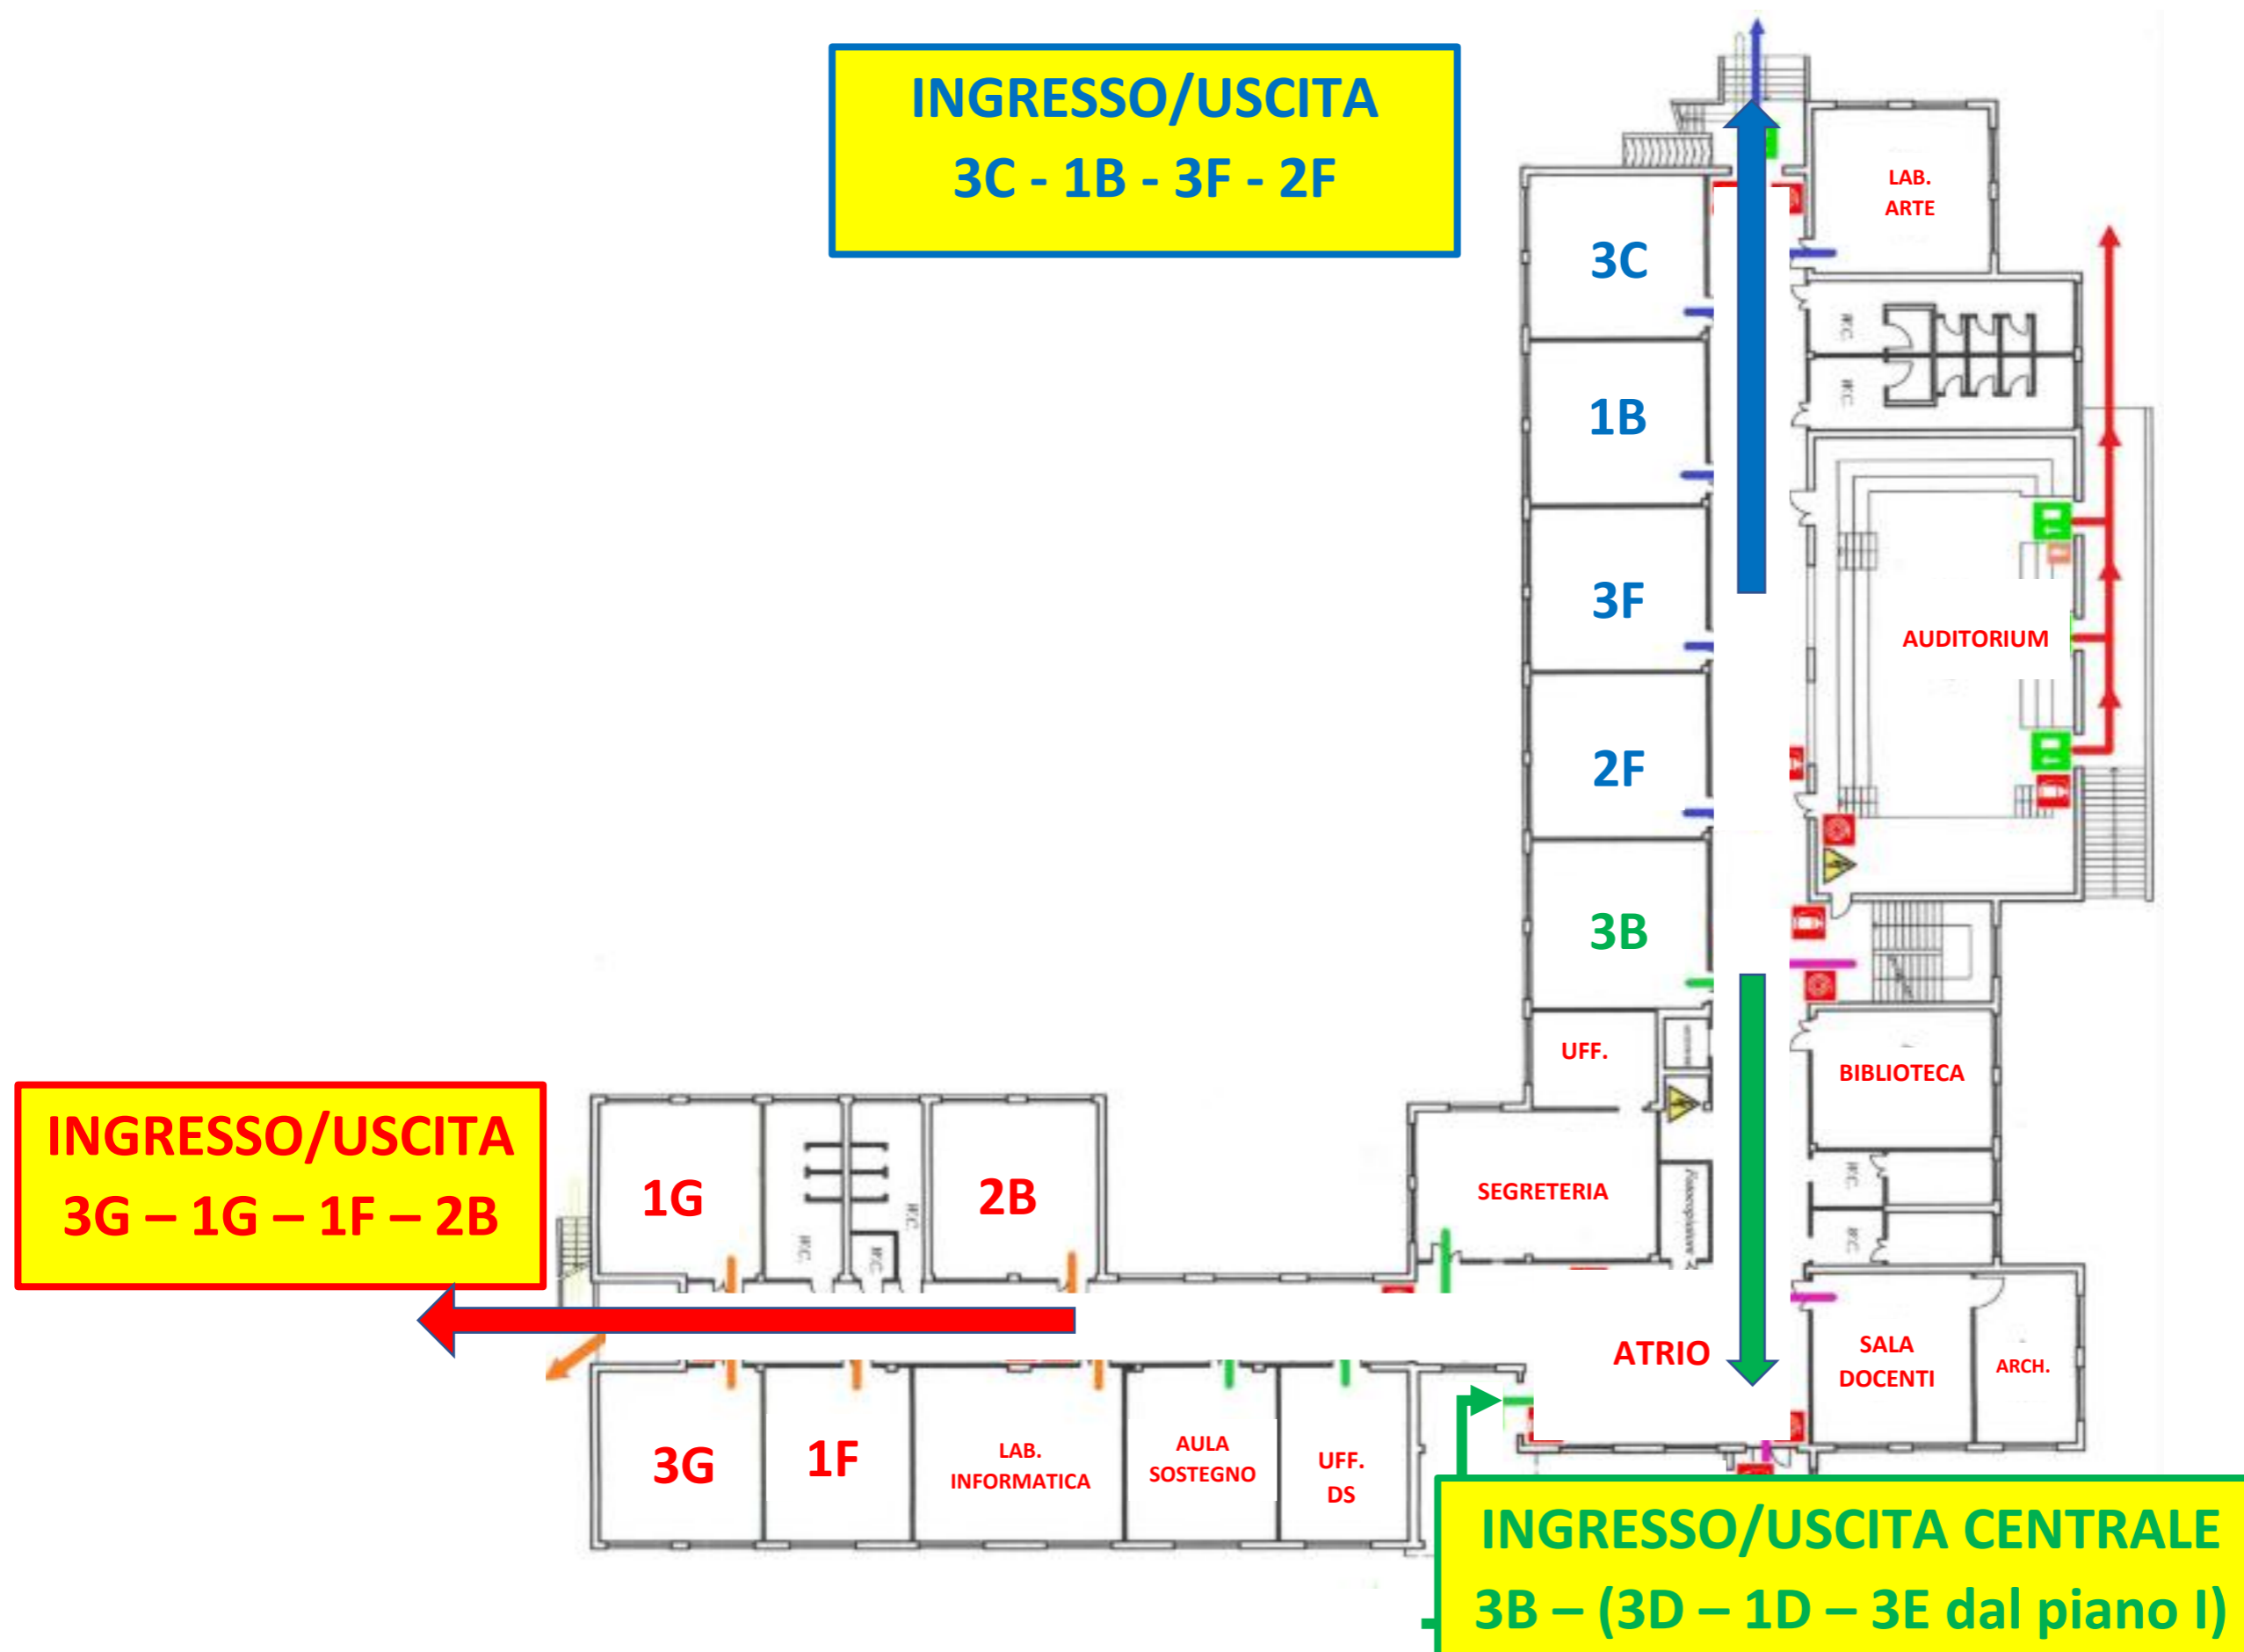 INGRESSO/USCITA
3C - 1B - 3F - 2F
LAB.
ARTE
3C
W.C.
W.C.
1B
3F
AUDITORIUM
2F
3B
UFF.
BIBLIOTECA
INGRESSO/USCITA
3G – 1G – 1F – 2B
1G
2B
W.C.
W.C.
W.C.
SEGRETERIA
Fotocopiatore
W.C.
W.C.
ATRIO
SALA
DOCENTI
ARCH.
3G
1F
LAB.
INFORMATICA
AULA
SOSTEGNO
UFF.
DS
INGRESSO/USCITA CENTRALE
3B – (3D – 1D – 3E dal piano I)